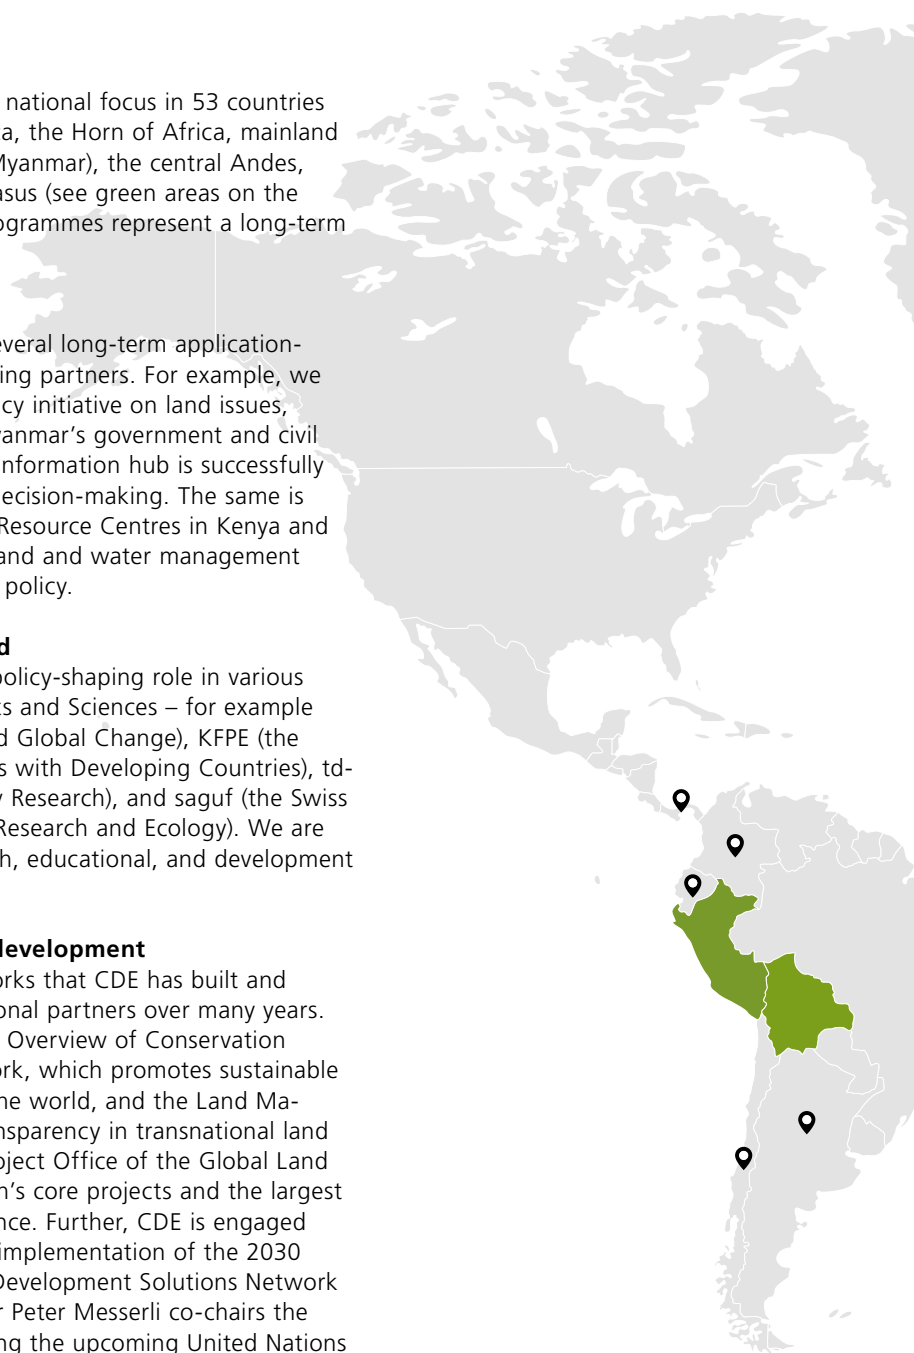 national focus in 53 countries
a, the Horn of Africa, mainland
Myanmar), the central Andes,
asus (see green areas on the
ogrammes represent a long-term
everal long-term application-
ing partners. For example, we
cy initiative on land issues,
yanmar’s government and civil
information hub is successfully
ecision-making. The same is
Resource Centres in Kenya and
and and water management
policy.
d
policy-shaping role in various
ts and Sciences – for example
d Global Change), KFPE (the
s with Developing Countries), td-
y Research), and saguf (the Swiss
Research and Ecology). We are
h, educational, and development
development
orks that CDE has built and
onal partners over many years.
Overview of Conservation
ork, which promotes sustainable
he world, and the Land Ma-
nsparency in transnational land
oject Office of the Global Land
h’s core projects and the largest
nce. Further, CDE is engaged
implementation of the 2030
Development Solutions Network
r Peter Messerli co-chairs the
ng the upcoming United Nations